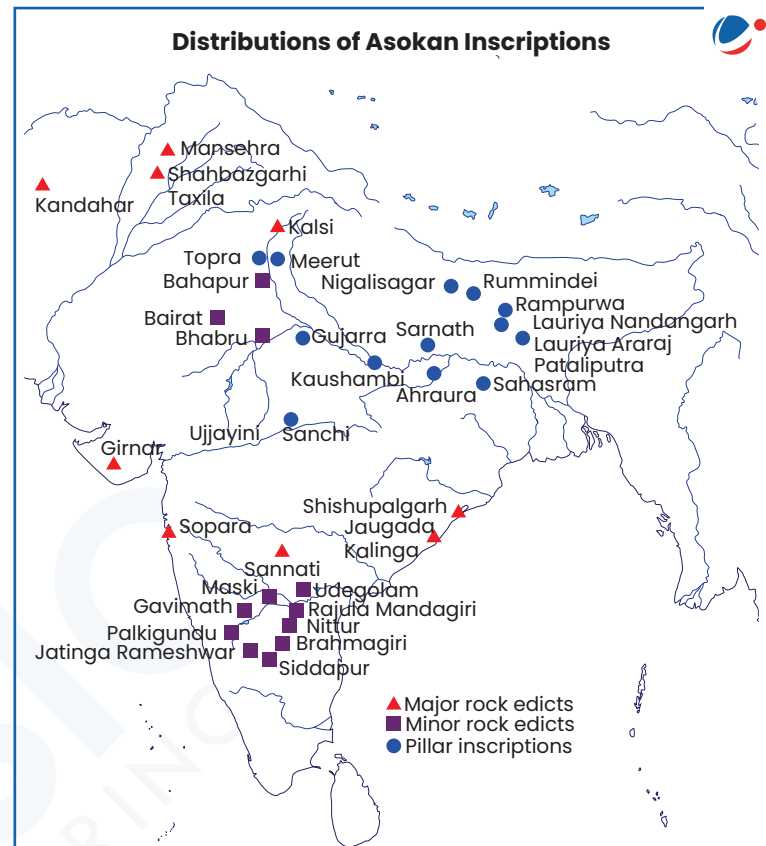 Distributions of Asokan Inscriptions
Mansehra
Shahbazgarhi
Taxila
Kandahar
Kalsi
Topra
Meerut
Bahapur
Nigalisagar
Rummindei
Rampurwa
Bairat
Lauriya Nandangarh
Bhabru
Gujarra
Sarnath
Lauriya Araraj
Pataliputra
Kaushambi
Sahasram
Ahraura
Ujjayini
Sanchi
Girnar
Shishupalgarh
Sopara
Jaugada
Kalinga
Sannati
Maski
Udegolam
Gavimath
Rajula Mandagiri
Nittur
Palkigundu
Brahmagiri
Jatinga Rameshwar
Siddapur
Major rock edicts
Minor rock edicts
Pillar inscriptions